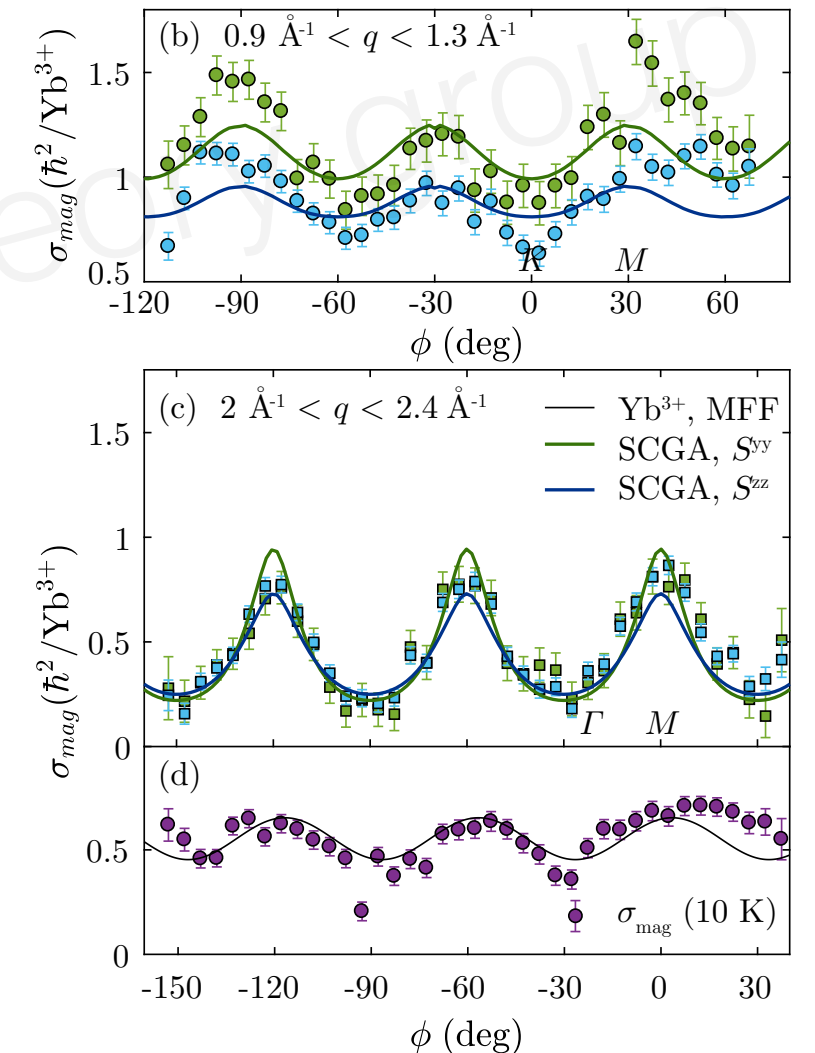 (b) 0.9 Å⁻¹ < q < 1.3 Å⁻¹
σₘₐg(ħ²/Yb³⁺)
1.5
1
0.5
K M
-120 -90 -60 -30 0 30 60
ϕ (deg)
(c) 2 Å⁻¹ < q < 2.4 Å⁻¹
Yb³⁺, MFF
SCGA, Sʸʸ
SCGA, Sᶻᶻ
σₘₐg(ħ²/Yb³⁺)
1.5
1
0.5
0
Γ M
(d)
0.5
0
σₘₐg (10 K)
-150 -120 -90 -60 -30 0 30
ϕ (deg)
group